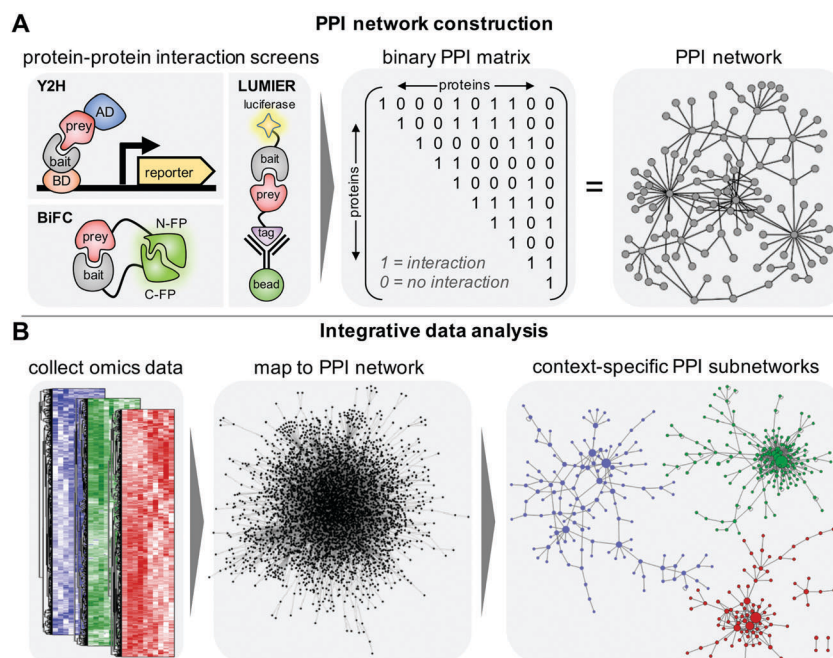 A
PPI network construction
protein-protein interaction screens
binary PPI matrix
PPI network
Y2H
AD
prey
bait
BD
reporter
LUMIER
luciferase
bait
prey
tag
bead
BiFC
N-FP
prey
bait
C-FP
proteins
proteins
1 0 0 0 1 0 1 1 0 0
1 0 0 1 1 1 0 0 0
1 0 0 0 0 1 1 0
1 1 0 0 0 0 0
1 0 0 0 1 0
1 1 1 1 0
1 1 0 1
1 0 0
1 1
1
1 = interaction
0 = no interaction
=
B
Integrative data analysis
collect omics data
map to PPI network
context-specific PPI subnetworks